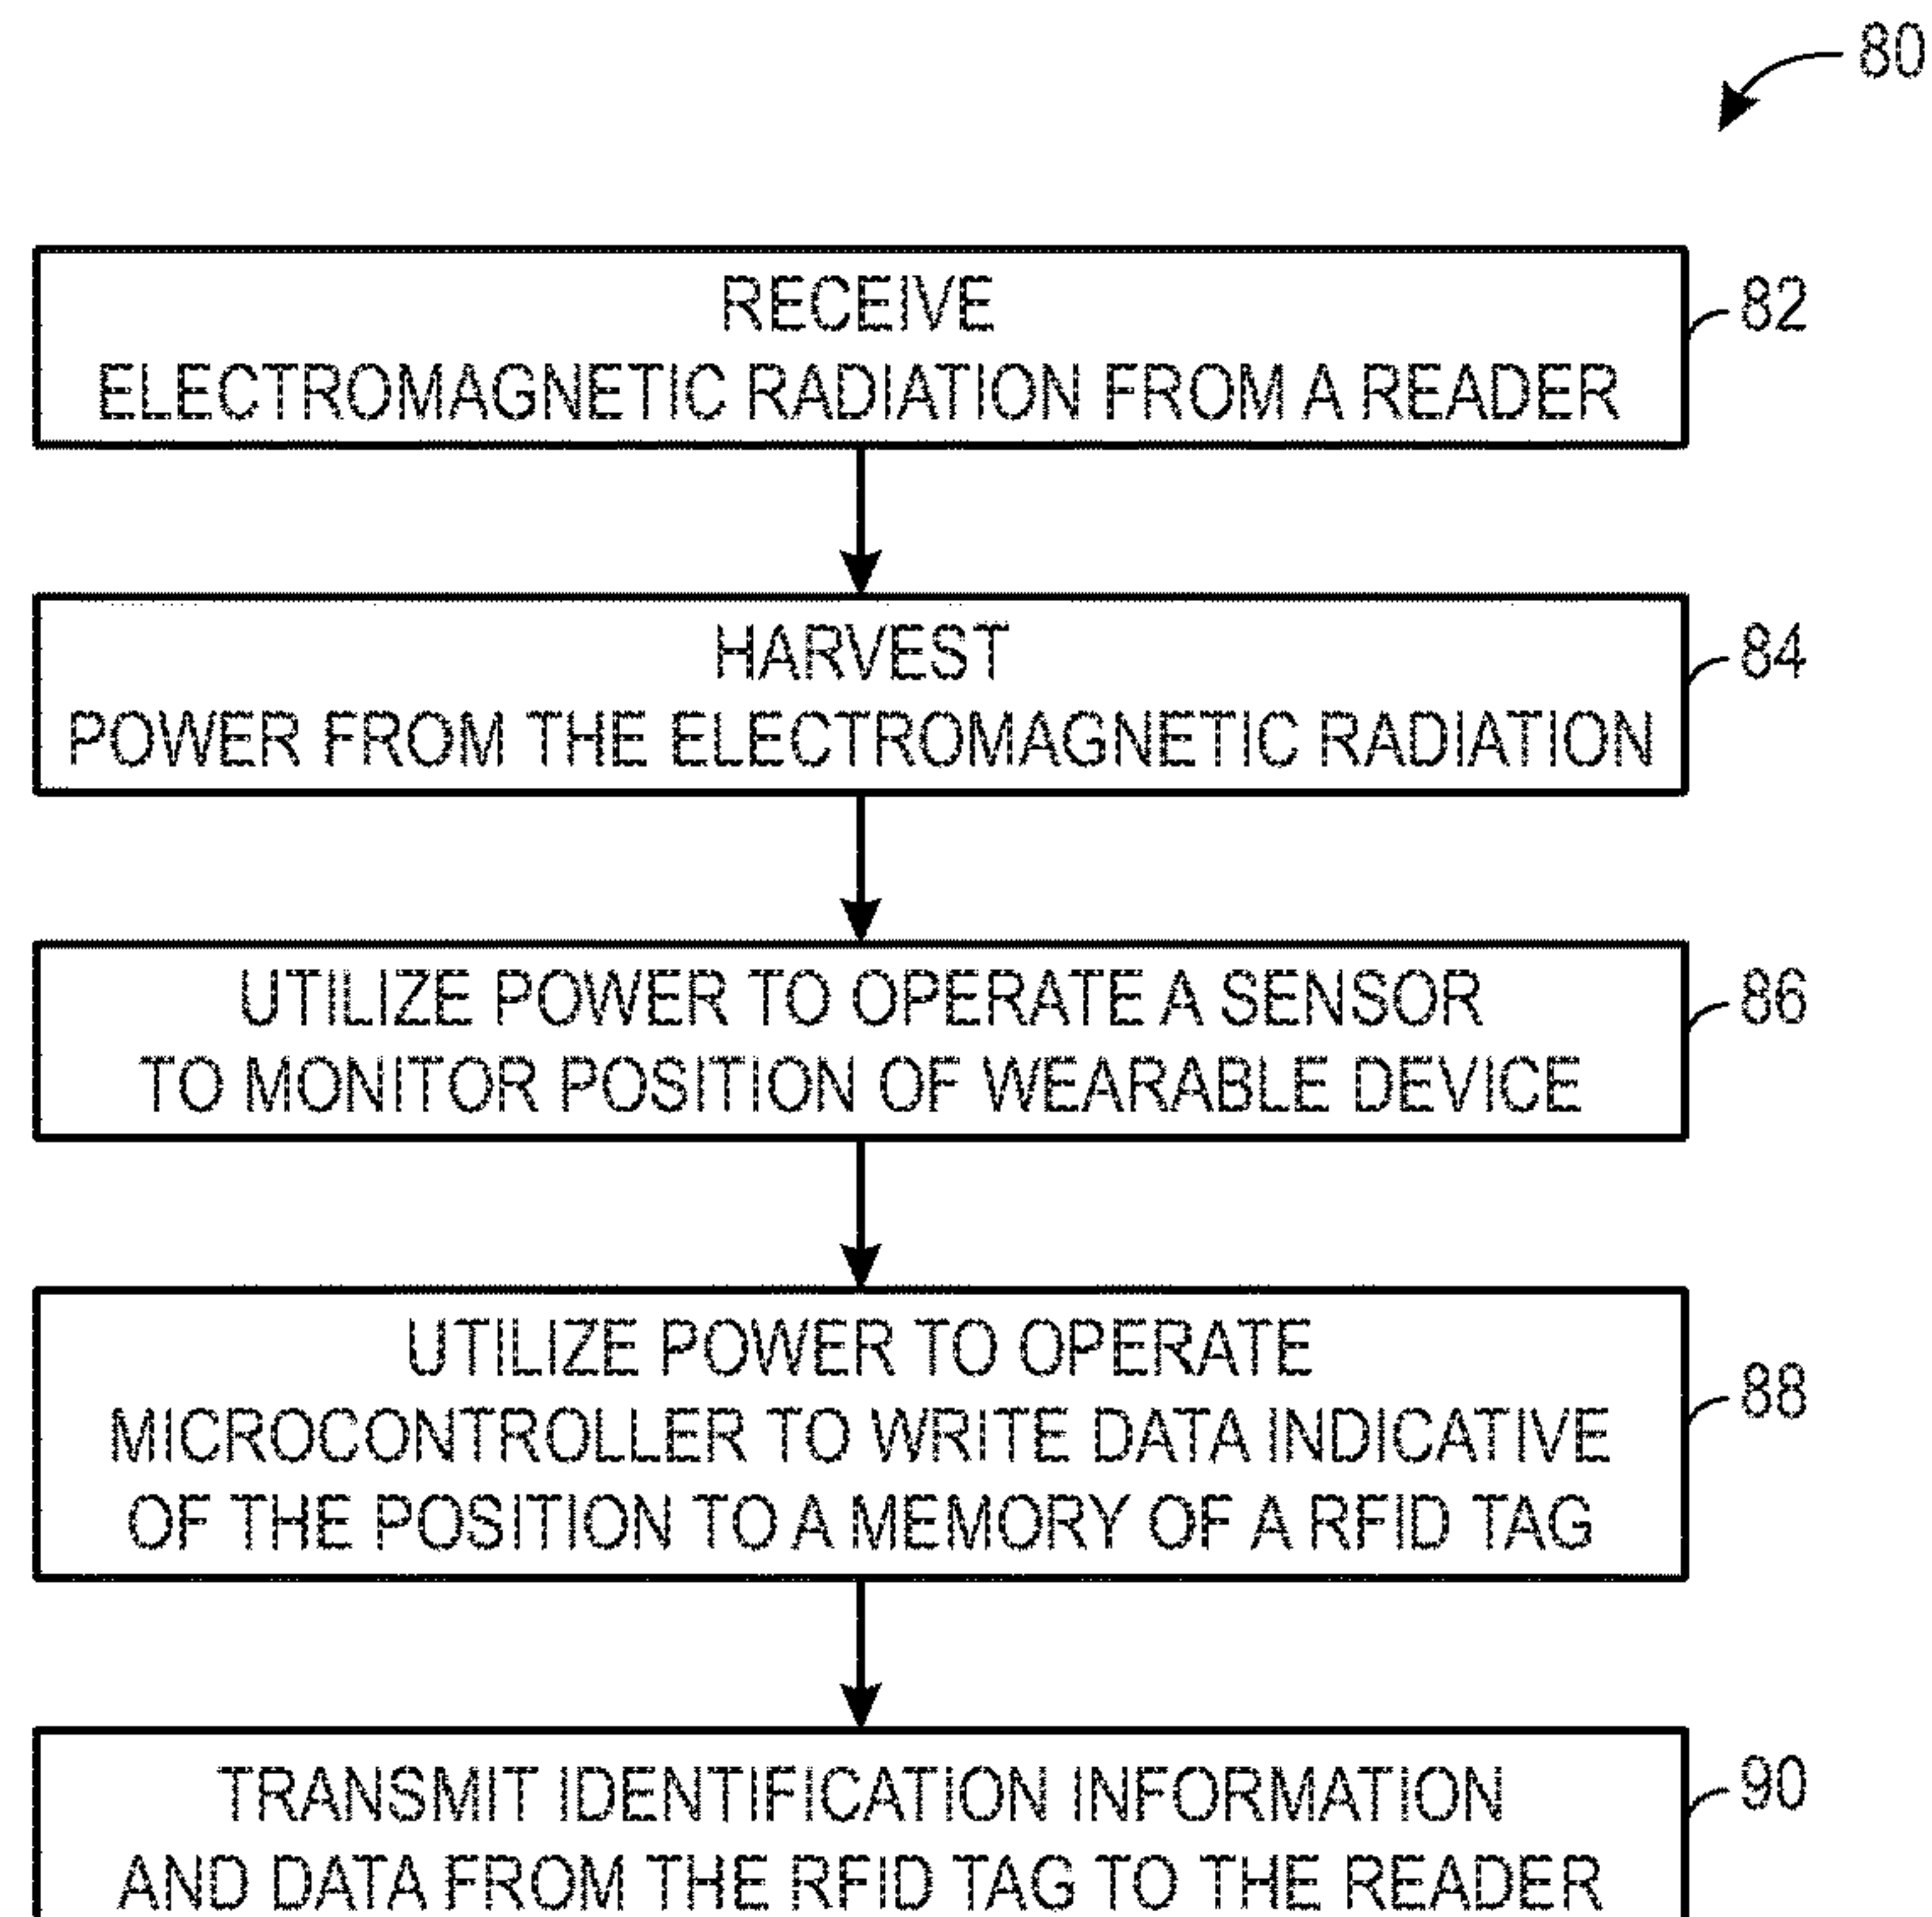 80
RECEIVE
ELECTROMAGNETIC RADIATION FROM A READER
82
HARVEST
POWER FROM THE ELECTROMAGNETIC RADIATION
84
UTILIZE POWER TO OPERATE A SENSOR
TO MONITOR POSITION OF WEARABLE DEVICE
86
UTILIZE POWER TO OPERATE
MICROCONTROLLER TO WRITE DATA INDICATIVE
OF THE POSITION TO A MEMORY OF A RFID TAG
88
TRANSMIT IDENTIFICATION INFORMATION
AND DATA FROM THE RFID TAG TO THE READER
90